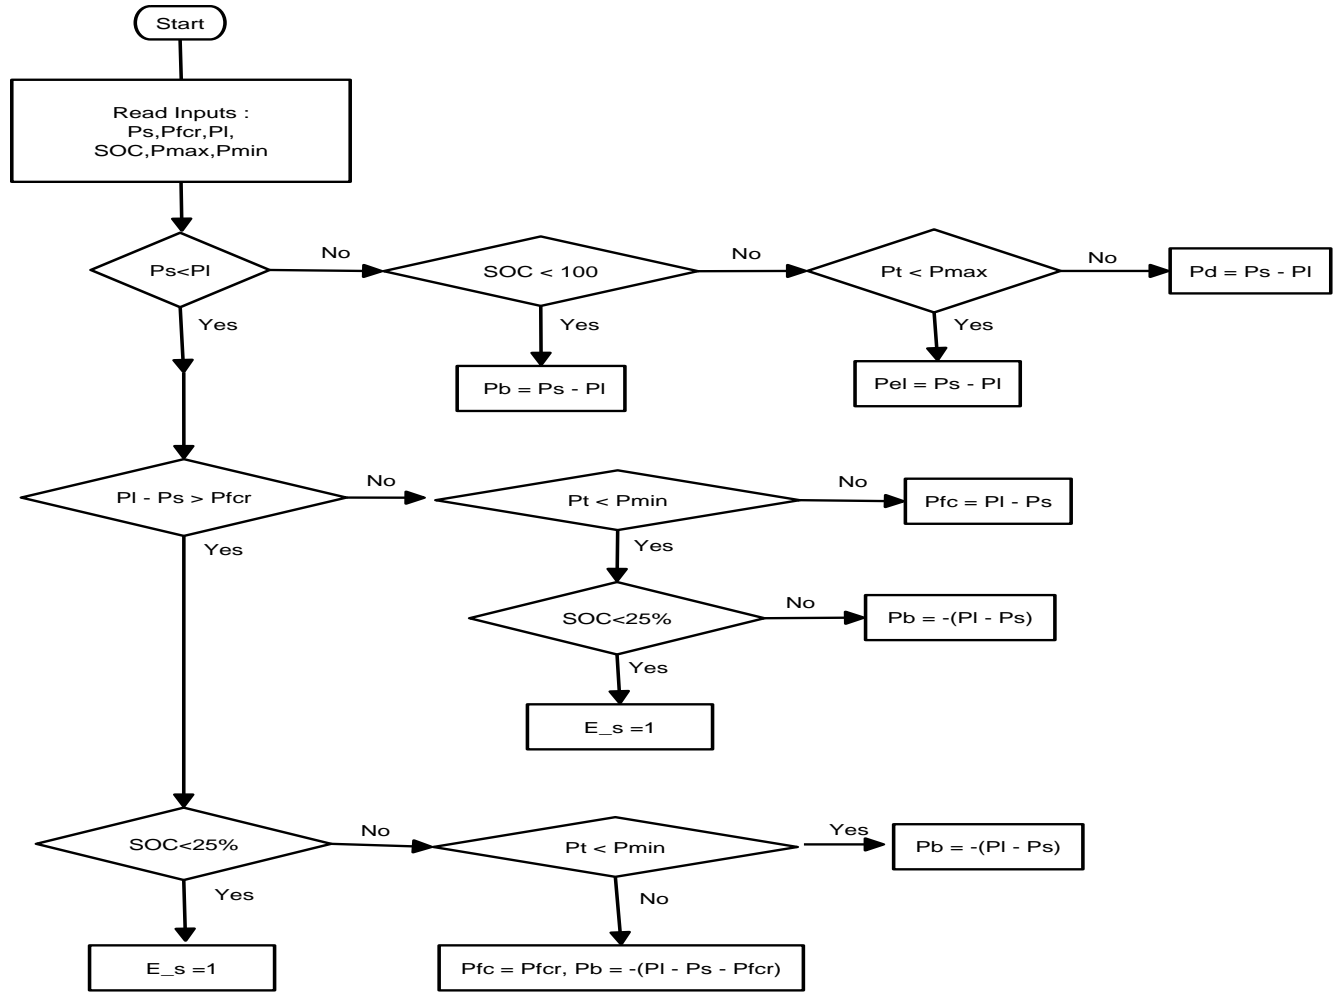 Start
Read Inputs :
Ps,Pfcr,Pl,
SOC,Pmax,Pmin
Ps<Pl
No
SOC < 100
No
Pt < Pmax
No
Pd = Ps - Pl
Yes
Yes
Yes
Pb = Ps - Pl
Pel = Ps - Pl
Pl - Ps > Pfcr
No
Pt < Pmin
No
Pfc = Pl - Ps
Yes
Yes
SOC<25%
No
Pb = -(Pl - Ps)
Yes
E_s =1
SOC<25%
No
Pt < Pmin
Yes
Pb = -(Pl - Ps)
Yes
No
E_s =1
Pfc = Pfcr, Pb = -(Pl - Ps - Pfcr)